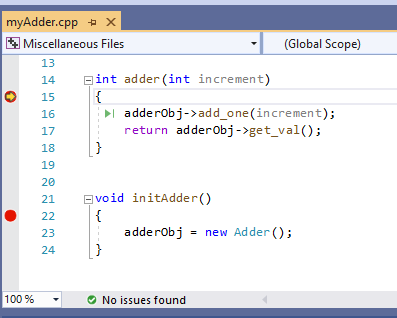 myAdder.cpp
Miscellaneous Files (Global Scope)
13
14 int adder(int increment)
15 {
16 adderObj->add_one(increment);
17 return adderObj->get_val();
18 }
19
20
21 void initAdder()
22 {
23 adderObj = new Adder();
24 }
100 % No issues found